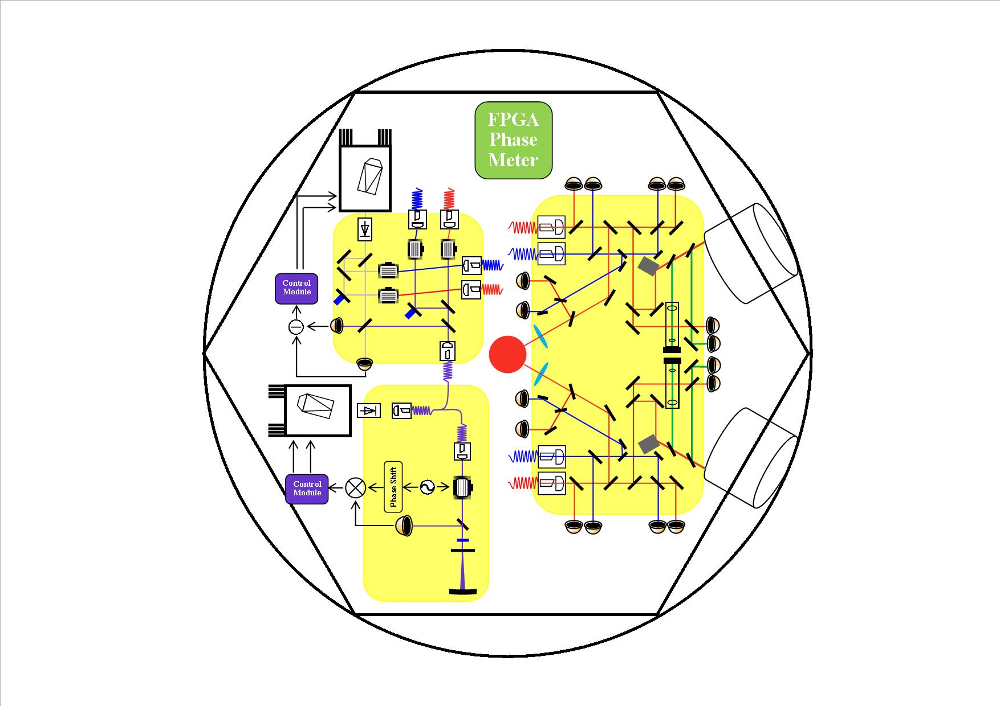 FPGA
Phase
Meter
Control
Module
Control
Module
Phase Shift